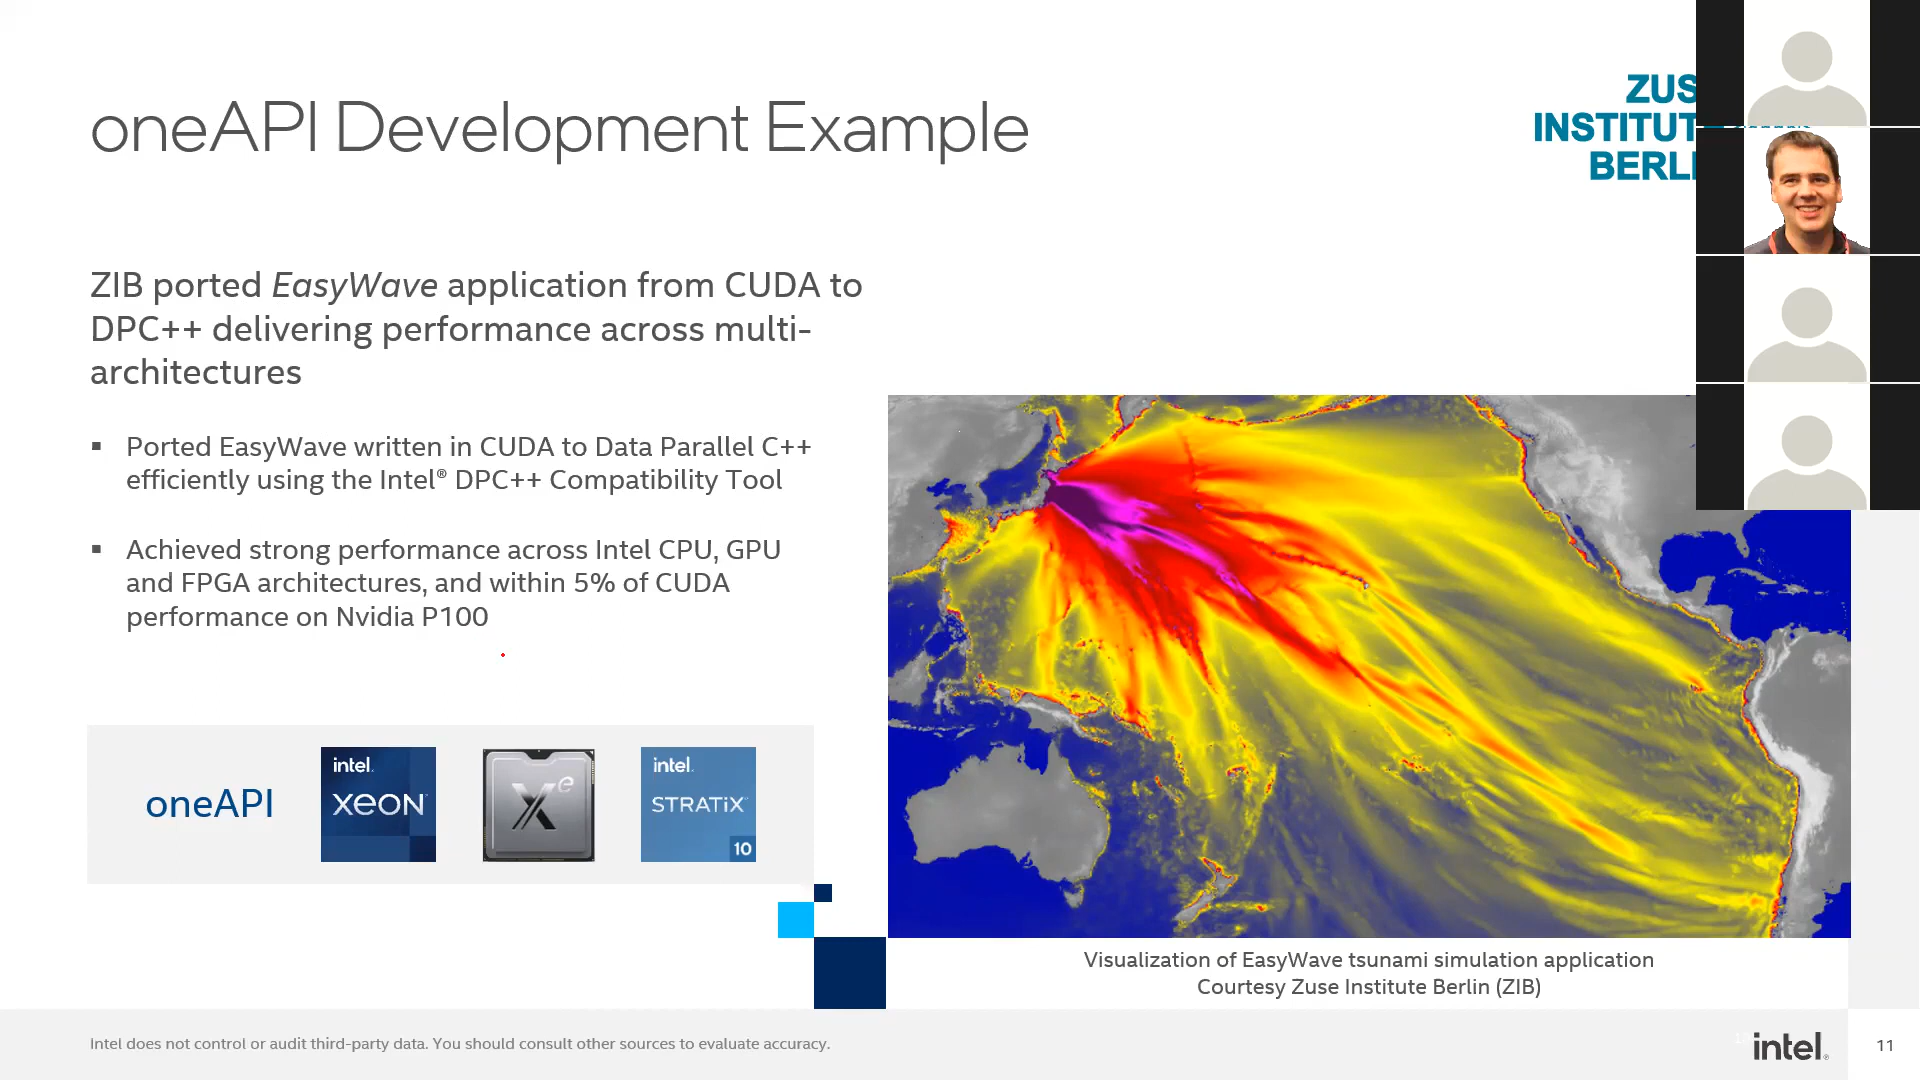 oneAPI Development Example
ZUS
INSTITUT
BERLI
ZIB ported EasyWave application from CUDA to
DPC++ delivering performance across multi-
architectures
▪ Ported EasyWave written in CUDA to Data Parallel C++
efficiently using the Intel® DPC++ Compatibility Tool
▪ Achieved strong performance across Intel CPU, GPU
and FPGA architectures, and within 5% of CUDA
performance on Nvidia P100
oneAPI
intel.
XEON
Xe
intel.
STRATIX
10
Visualization of EasyWave tsunami simulation application
Courtesy Zuse Institute Berlin (ZIB)
Intel does not control or audit third-party data. You should consult other sources to evaluate accuracy.
intel.
11